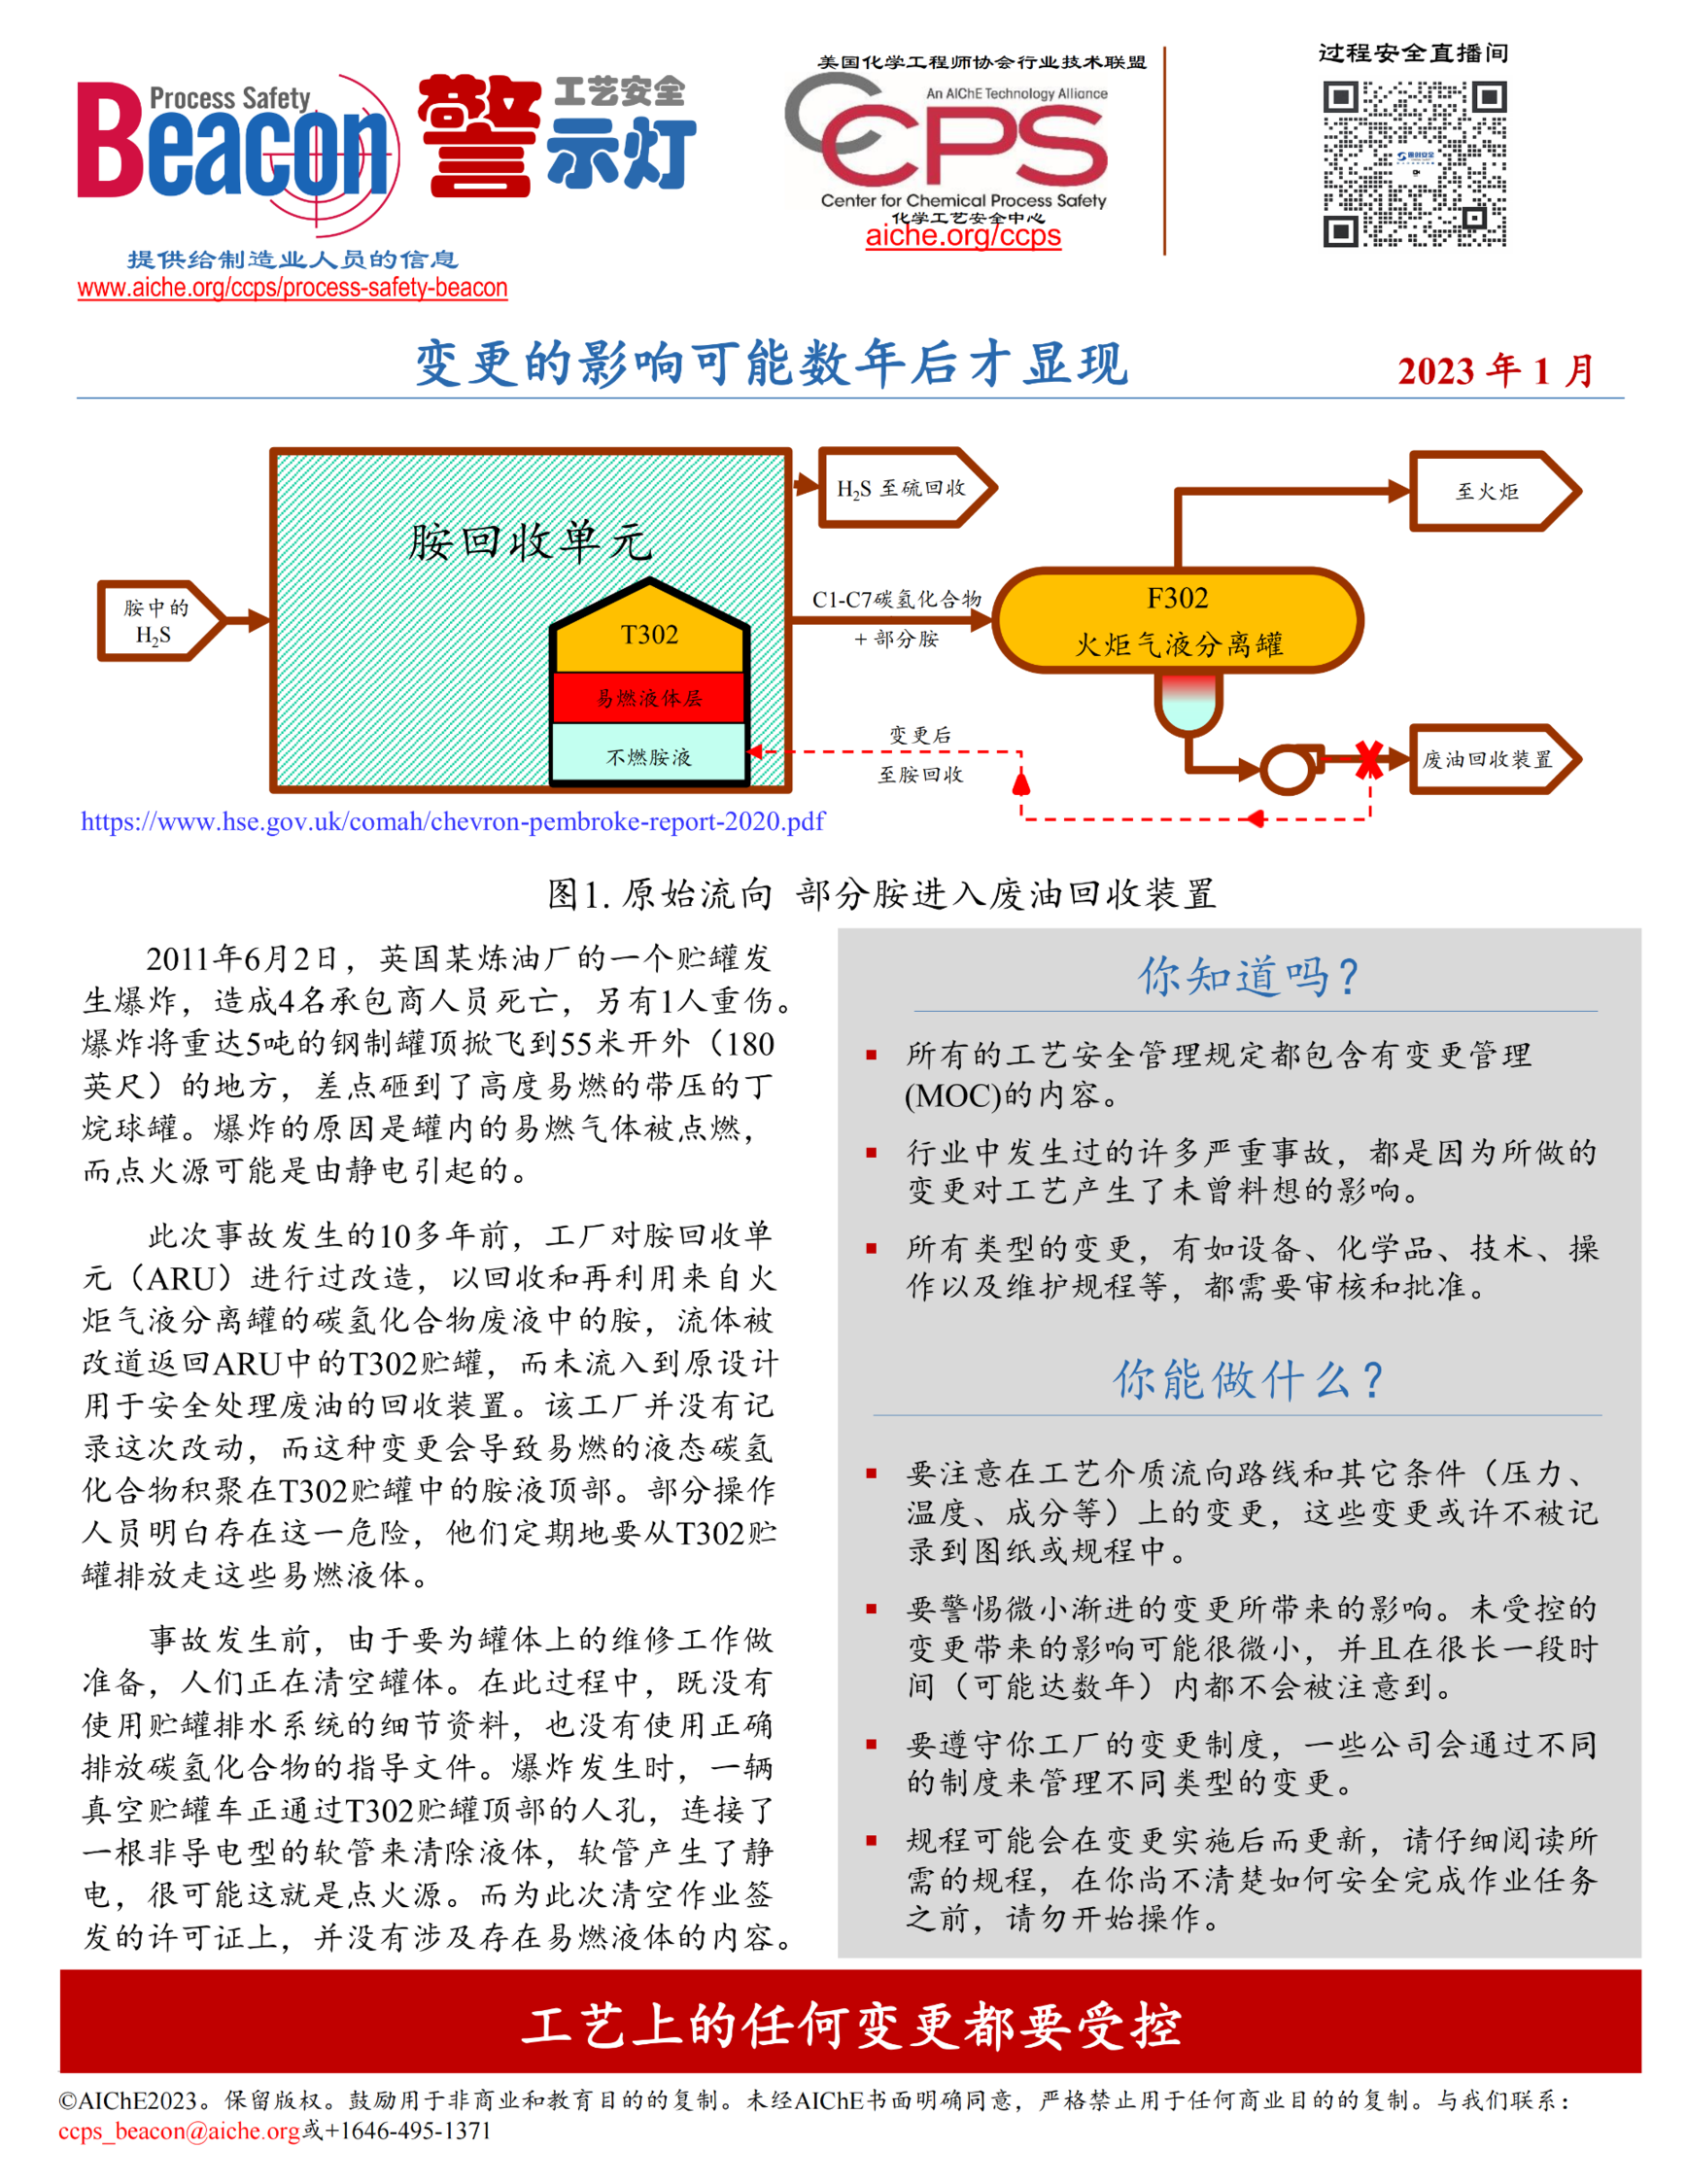 Process Safety
Beacon
警示灯
工艺安全
提供给制造业人员的信息
www.aiche.org/ccps/process-safety-beacon
美国化学工程师协会行业技术联盟
An AIChE Technology Alliance
CCPS
Center for Chemical Process Safety
化学工艺安全中心
aiche.org/ccps
过程安全直播间
变更的影响可能数年后才显现
2023 年 1 月
胺中的
H₂S
胺回收单元
T302
易燃液体层
不燃胺液
H₂S 至硫回收
C1-C7碳氢化合物
+ 部分胺
F302
火炬气液分离罐
至火炬
变更后
至胺回收
废油回收装置
https://www.hse.gov.uk/comah/chevron-pembroke-report-2020.pdf
图1. 原始流向 部分胺进入废油回收装置
2011年6月2日，英国某炼油厂的一个贮罐发
生爆炸，造成4名承包商人员死亡，另有1人重伤。
爆炸将重达5吨的钢制罐顶掀飞到55米开外（180
英尺）的地方，差点砸到了高度易燃的带压的丁
烷球罐。爆炸的原因是罐内的易燃气体被点燃，
而点火源可能是由静电引起的。
此次事故发生的10多年前，工厂对胺回收单
元（ARU）进行过改造，以回收和再利用来自火
炬气液分离罐的碳氢化合物废液中的胺，流体被
改道返回ARU中的T302贮罐，而未流入到原设计
用于安全处理废油的回收装置。该工厂并没有记
录这次改动，而这种变更会导致易燃的液态碳氢
化合物积聚在T302贮罐中的胺液顶部。部分操作
人员明白存在这一危险，他们定期地要从T302贮
罐排放走这些易燃液体。
事故发生前，由于要为罐体上的维修工作做
准备，人们正在清空罐体。在此过程中，既没有
使用贮罐排水系统的细节资料，也没有使用正确
排放碳氢化合物的指导文件。爆炸发生时，一辆
真空贮罐车正通过T302贮罐顶部的人孔，连接了
一根非导电型的软管来清除液体，软管产生了静
电，很可能这就是点火源。而为此次清空作业签
发的许可证上，并没有涉及存在易燃液体的内容。
你知道吗？
▪ 所有的工艺安全管理规定都包含有变更管理
(MOC)的内容。
▪ 行业中发生过的许多严重事故，都是因为所做的
变更对工艺产生了未曾料想的影响。
▪ 所有类型的变更，有如设备、化学品、技术、操
作以及维护规程等，都需要审核和批准。
你能做什么？
▪ 要注意在工艺介质流向路线和其它条件（压力、
温度、成分等）上的变更，这些变更或许不被记
录到图纸或规程中。
▪ 要警惕微小渐进的变更所带来的影响。未受控的
变更带来的影响可能很微小，并且在很长一段时
间（可能达数年）内都不会被注意到。
▪ 要遵守你工厂的变更制度，一些公司会通过不同
的制度来管理不同类型的变更。
▪ 规程可能会在变更实施后而更新，请仔细阅读所
需的规程，在你尚不清楚如何安全完成作业任务
之前，请勿开始操作。
工艺上的任何变更都要受控
©AIChE2023。保留版权。鼓励用于非商业和教育目的的复制。未经AIChE书面明确同意，严格禁止用于任何商业目的的复制。与我们联系：
ccps_beacon@aiche.org或+1646-495-1371